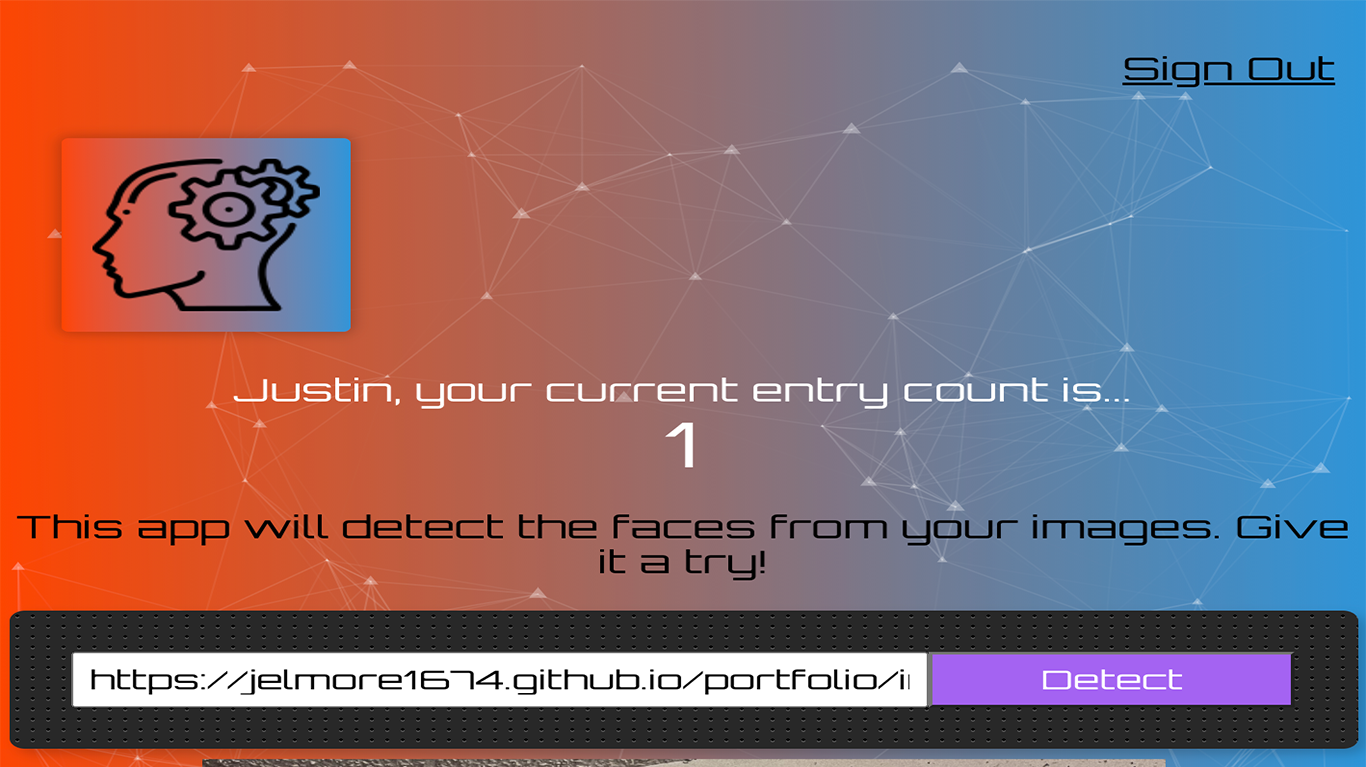 Sign Out
Justin, your current entry count is...
1
This app will detect the faces from your images. Give
it a try!
https://jelmore1674.github.io/portfolio/
Detect